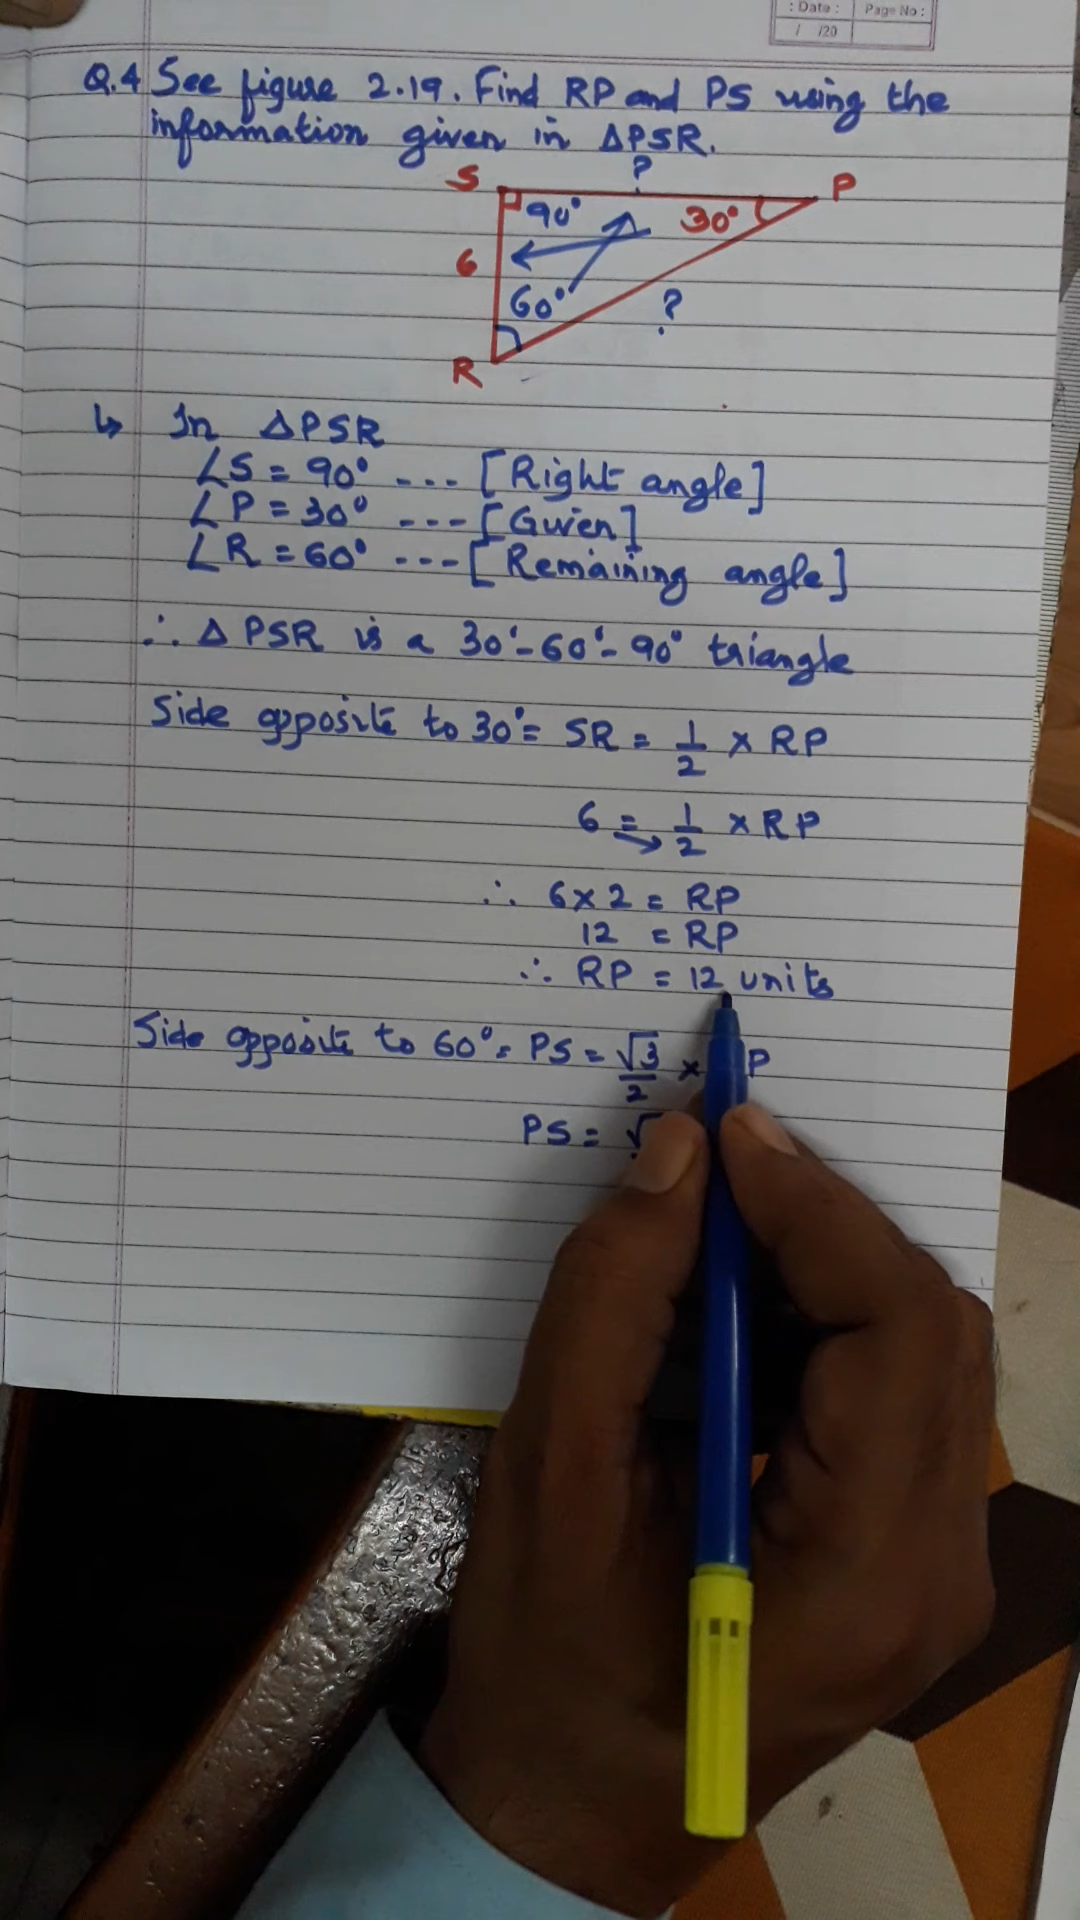 : Date :
Page No :
/ /20
Q.4 See figure 2.19. Find RP and PS using the
information given in ΔPSR.
?
S
P
90°
30°
6
60°
?
R
↳ In ΔPSR
∠S = 90° --- [Right angle]
∠P = 30° --- [Given]
∠R = 60° --- [Remaining angle]
∴ Δ PSR is a 30°-60°-90° triangle
Side opposite to 30° = SR = 1/2 × RP
6 = 1/2 × RP
∴ 6 × 2 = RP
12 = RP
∴ RP = 12 units
Side opposite to 60° = PS = √3/2 × P
PS = √